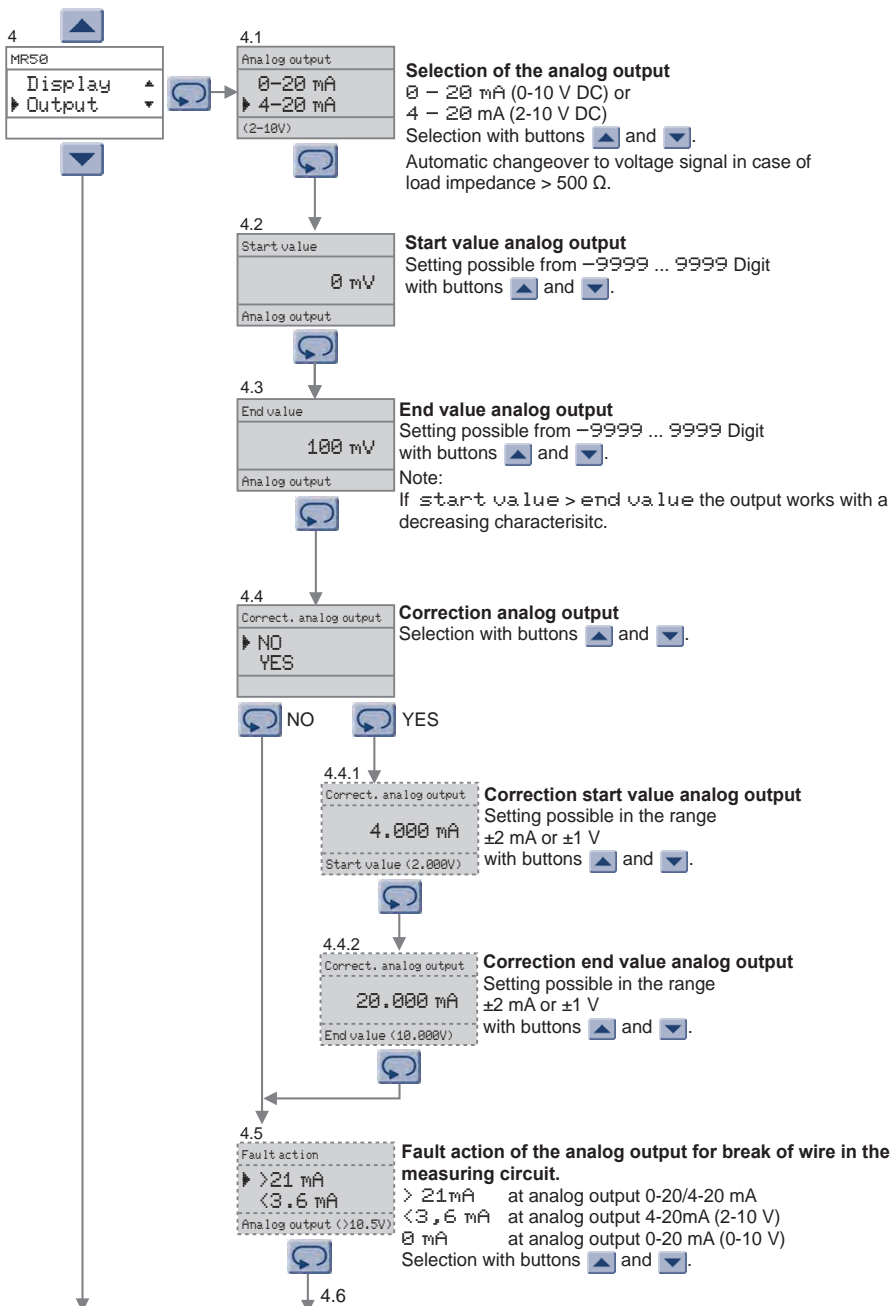 4
MR50
Display
Output
4.1
Analog output
0-20 mA
4-20 mA
(2-10V)
Selection of the analog output
0 – 20 mA (0-10 V DC) or
4 – 20 mA (2-10 V DC)
Selection with buttons and .
Automatic changeover to voltage signal in case of
load impedance > 500 Ω.
4.2
Start value
0 mV
Analog output
Start value analog output
Setting possible from –9999 ... 9999 Digit
with buttons and .
4.3
End value
100 mV
Analog output
End value analog output
Setting possible from –9999 ... 9999 Digit
with buttons and .
Note:
If start value > end value the output works with a
decreasing characterisitc.
4.4
Correct. analog output
NO
YES
Correction analog output
Selection with buttons and .
NO YES
4.4.1
Correct. analog output
4.000 mA
Start value (2.000V)
Correction start value analog output
Setting possible in the range
±2 mA or ±1 V
with buttons and .
4.4.2
Correct. analog output
20.000 mA
End value (10.000V)
Correction end value analog output
Setting possible in the range
±2 mA or ±1 V
with buttons and .
4.5
Fault action
>21 mA
<3.6 mA
Analog output (>10.5V)
Fault action of the analog output for break of wire in the
measuring circuit.
> 21mA at analog output 0-20/4-20 mA
<3,6 mA at analog output 4-20mA (2-10 V)
0 mA at analog output 0-20 mA (0-10 V)
Selection with buttons and .
4.6